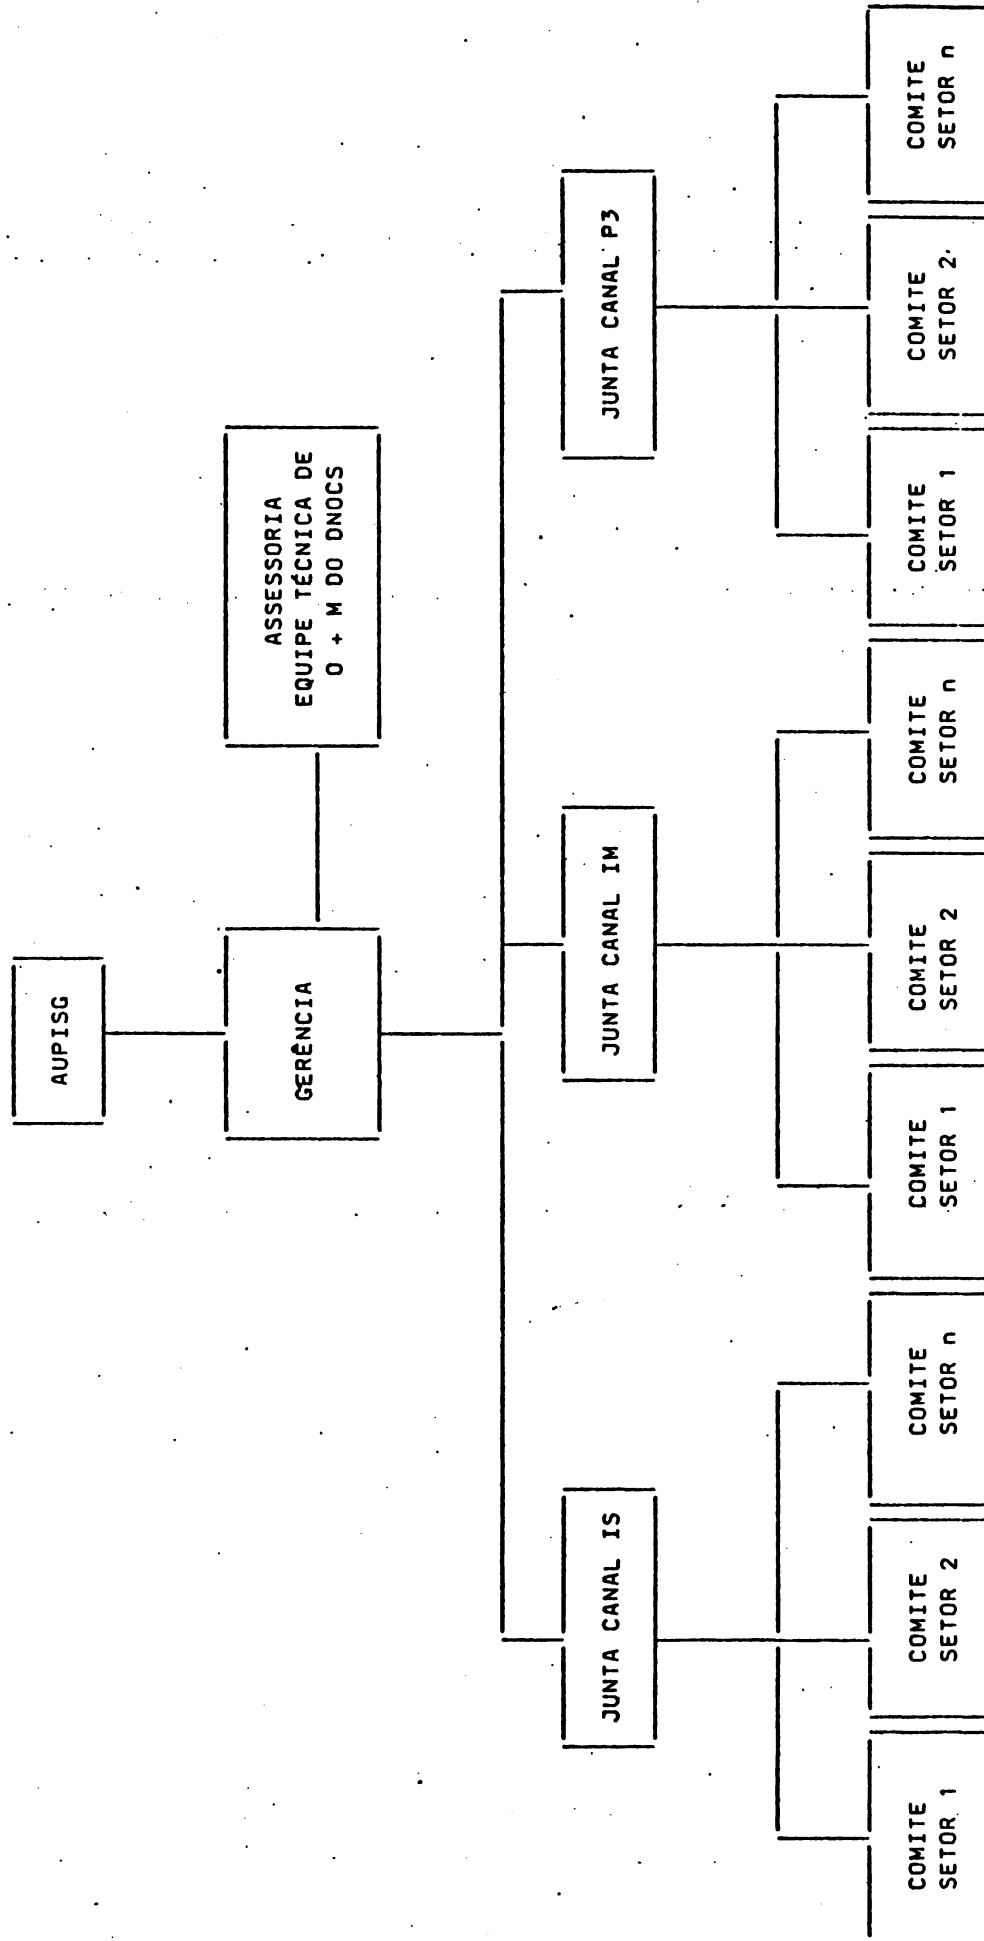 AUPISG
GERÊNCIA
ASSESSORIA
EQUIPE TÉCNICA DE
O + M DO DNOCS
JUNTA CANAL IS
JUNTA CANAL IM
JUNTA CANAL P3
COMITE
SETOR 1
COMITE
SETOR 2
COMITE
SETOR n
COMITE
SETOR 1
COMITE
SETOR 2
COMITE
SETOR n
COMITE
SETOR 1
COMITE
SETOR 2
COMITE
SETOR n